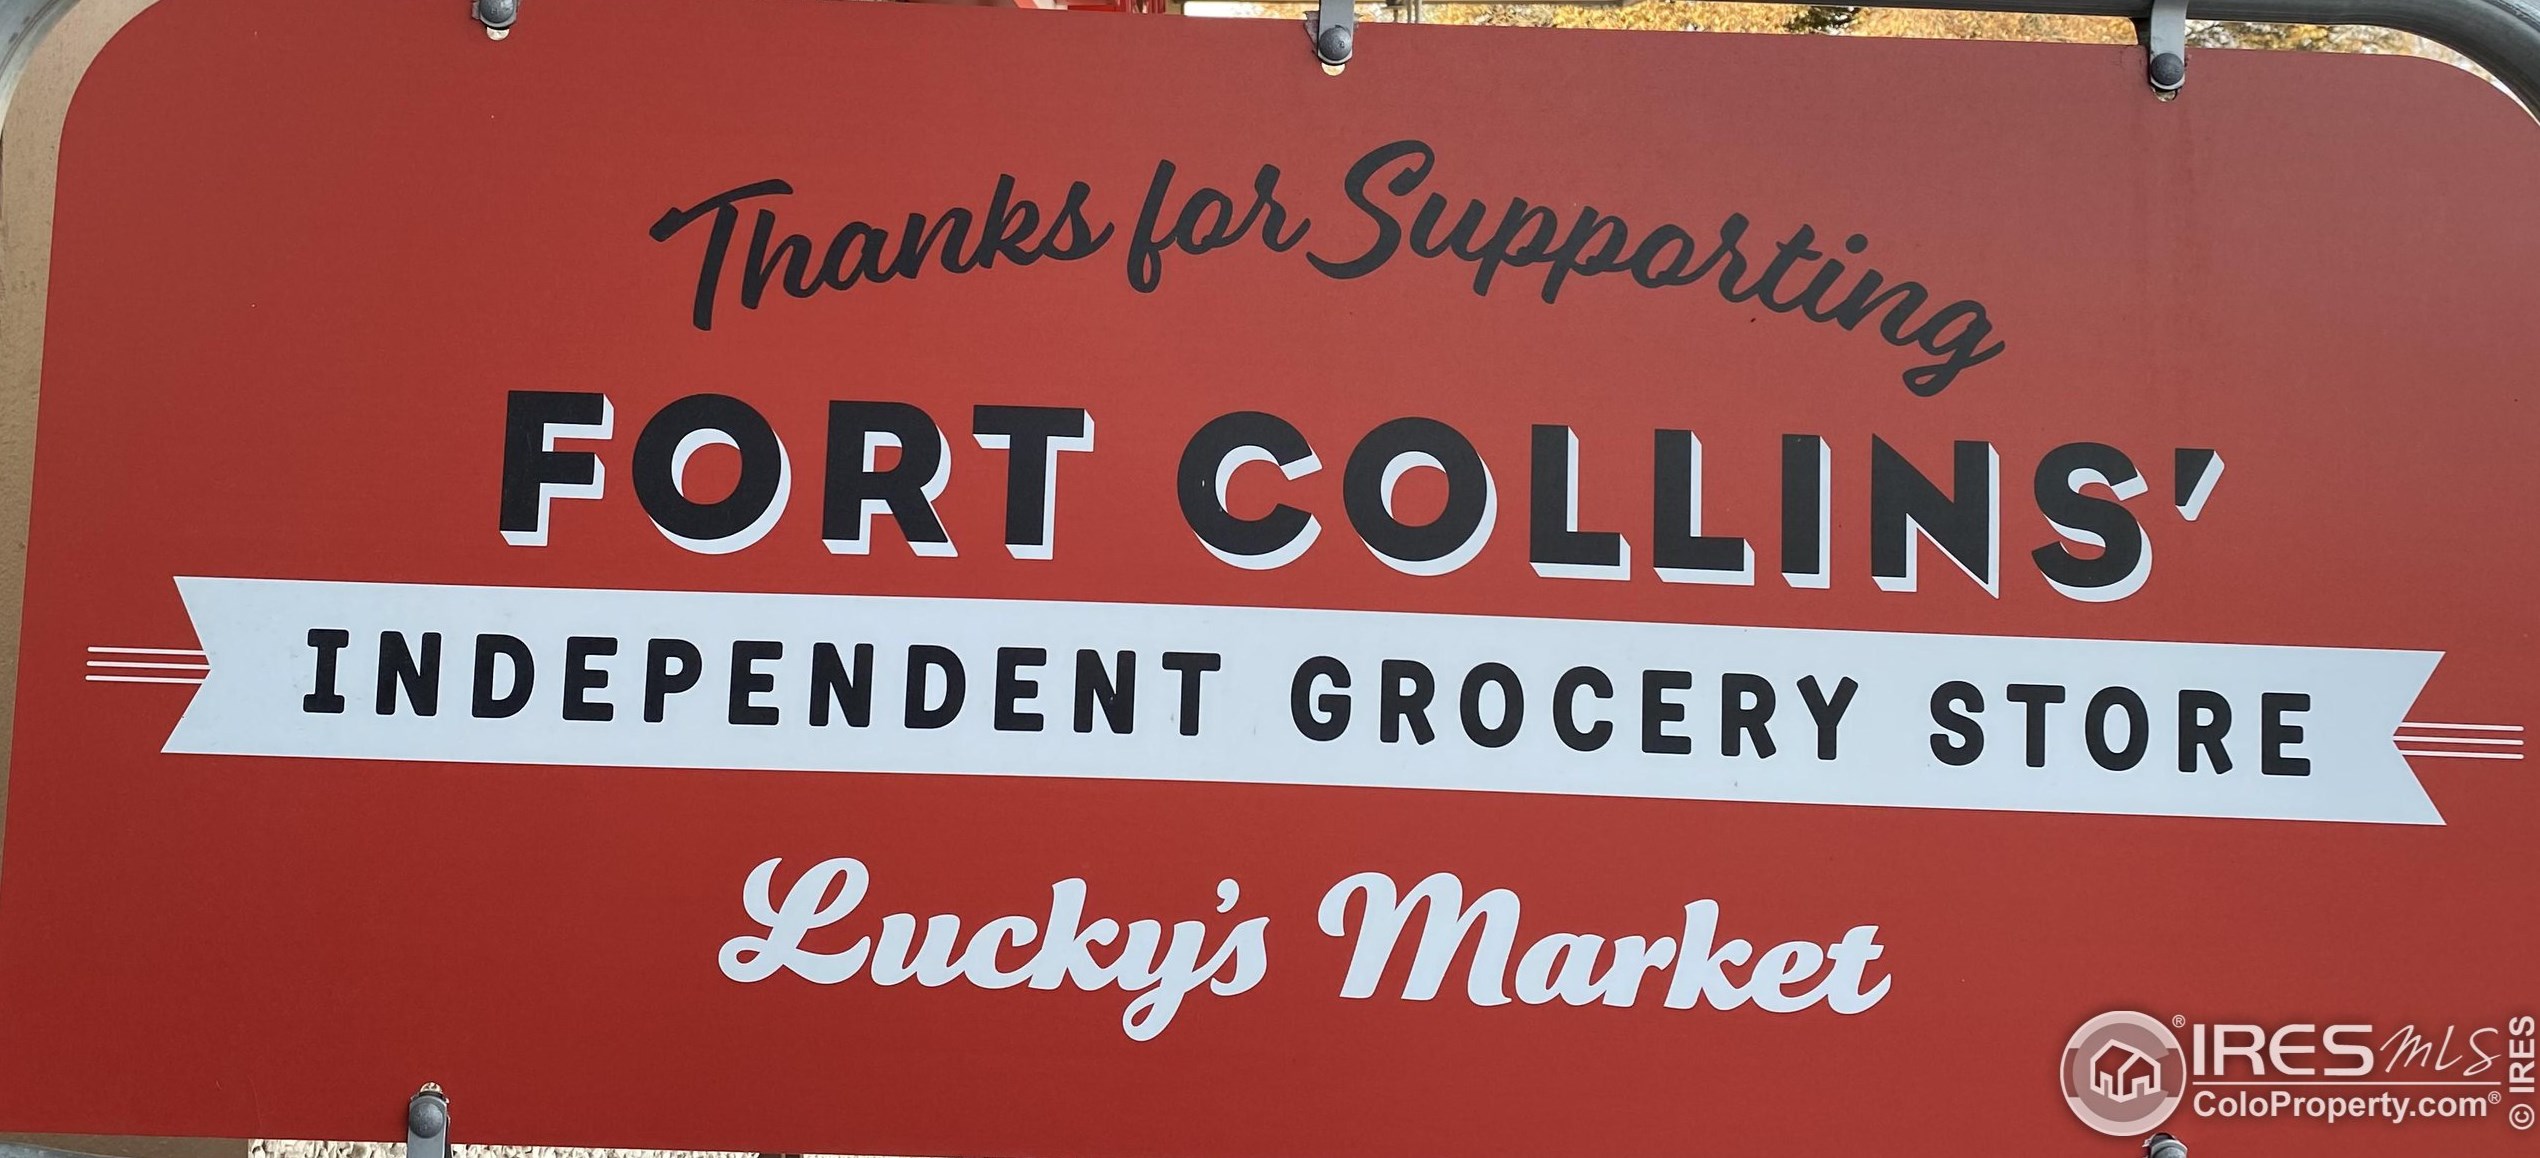 Thanks for Supporting
FORT COLLINS'
INDEPENDENT GROCERY STORE
Lucky's Market
® IRES MLS
ColoProperty.com®
© IRES